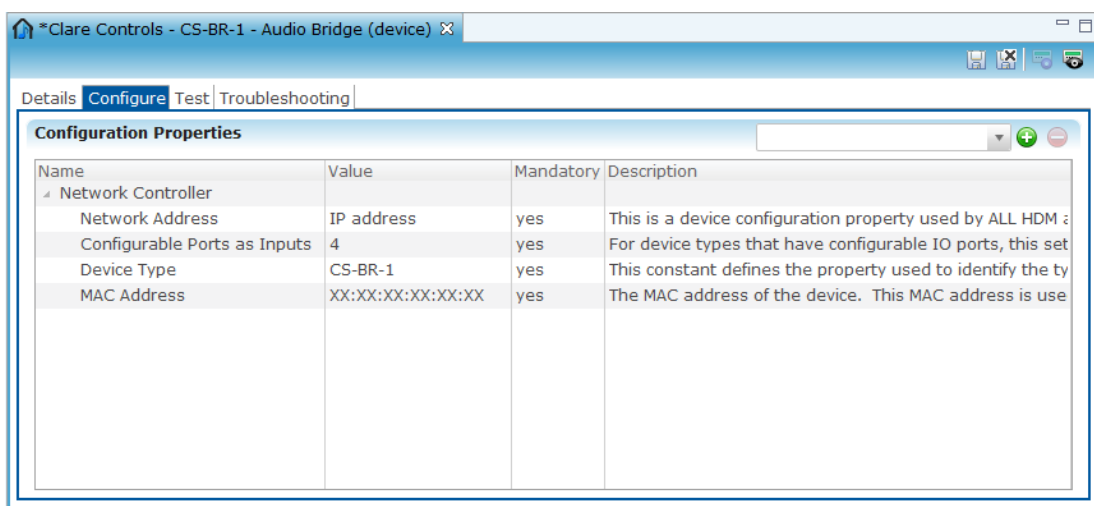 *Clare Controls - CS-BR-1 - Audio Bridge (device)
Details Configure Test Troubleshooting
Configuration Properties
Name Value Mandatory Description
Network Controller
Network Address IP address yes This is a device configuration property used by ALL HDM a
Configurable Ports as Inputs 4 yes For device types that have configurable IO ports, this set
Device Type CS-BR-1 yes This constant defines the property used to identify the ty
MAC Address XX:XX:XX:XX:XX:XX yes The MAC address of the device. This MAC address is use